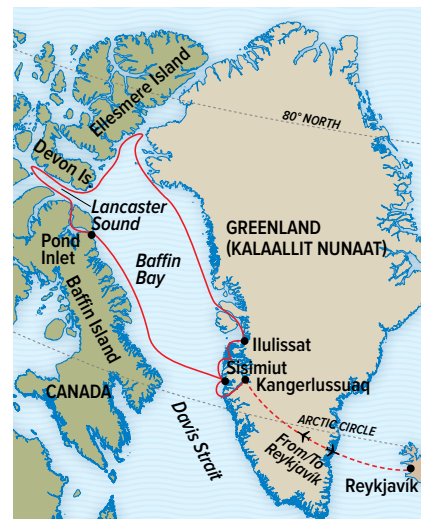 Ellesmere Island
80° NORTH
Devon Is.
Lancaster
Sound
GREENLAND
(KALAALLIT NUNAAT)
Pond
Inlet
Baffin
Bay
Baffin Island
Ilulissat
Sisimiut
Kangerlussuaq
CANADA
Davis Strait
ARCTIC CIRCLE
From/To
Reykjavik
Reykjavik